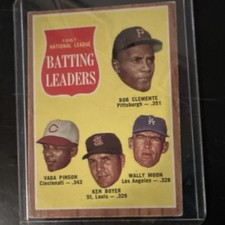 1961
NATIONAL LEAGUE
BATTING
LEADERS
P
BOB CLEMENTE
Pittsburgh — .351
VADA PINSON
Cincinnati — .343
KEN BOYER
St. Louis — .329
WALLY MOON
Los Angeles — .328